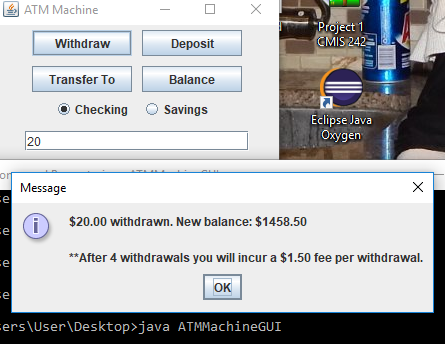 ATM Machine
Withdraw
Deposit
Transfer To
Balance
Checking
Savings
20
Project 1
CMIS 242
Eclipse Java
Oxygen
Message
$20.00 withdrawn. New balance: $1458.50
**After 4 withdrawals you will incur a $1.50 fee per withdrawal.
OK
ers\User\Desktop>java ATMMachineGUI